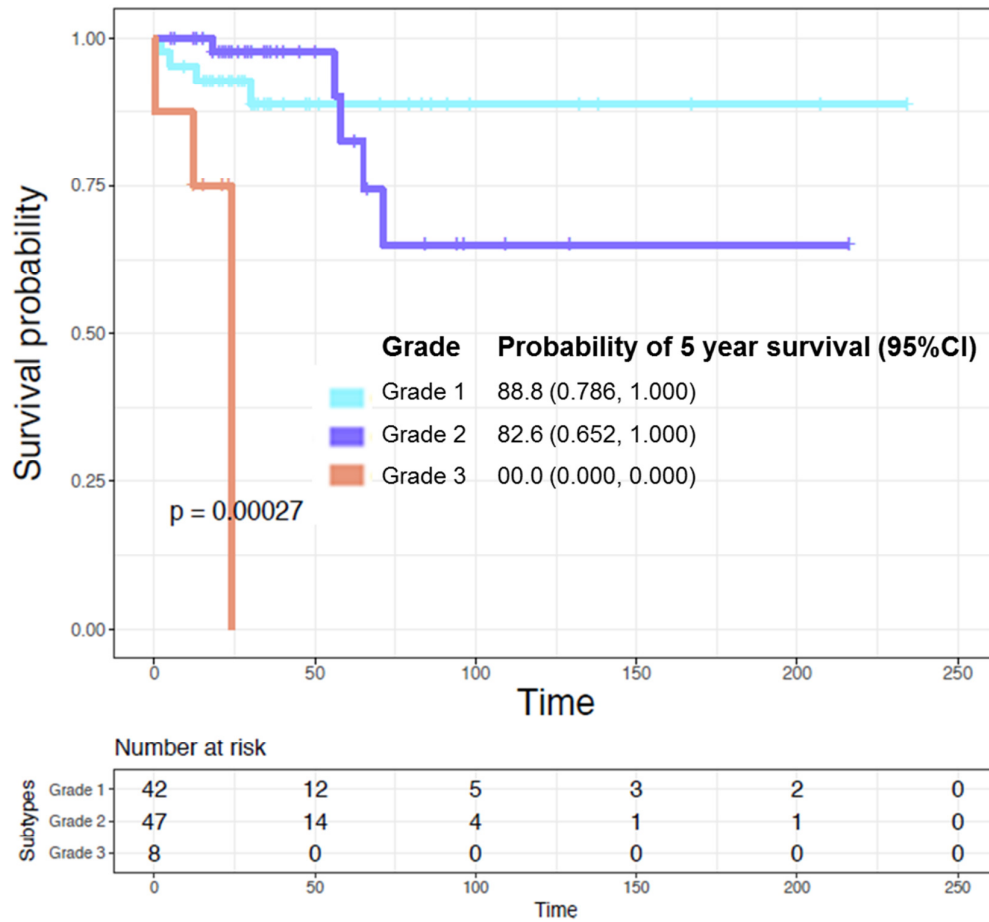 Survival probability
1.00
0.75
0.50
0.25
0.00
Grade Probability of 5 year survival (95%CI)
Grade 1 88.8 (0.786, 1.000)
Grade 2 82.6 (0.652, 1.000)
Grade 3 00.0 (0.000, 0.000)
p = 0.00027
0 50 100 150 200 250
Time
Number at risk
Subtypes
Grade 1 42 12 5 3 2 0
Grade 2 47 14 4 1 1 0
Grade 3 8 0 0 0 0 0
0 50 100 150 200 250
Time